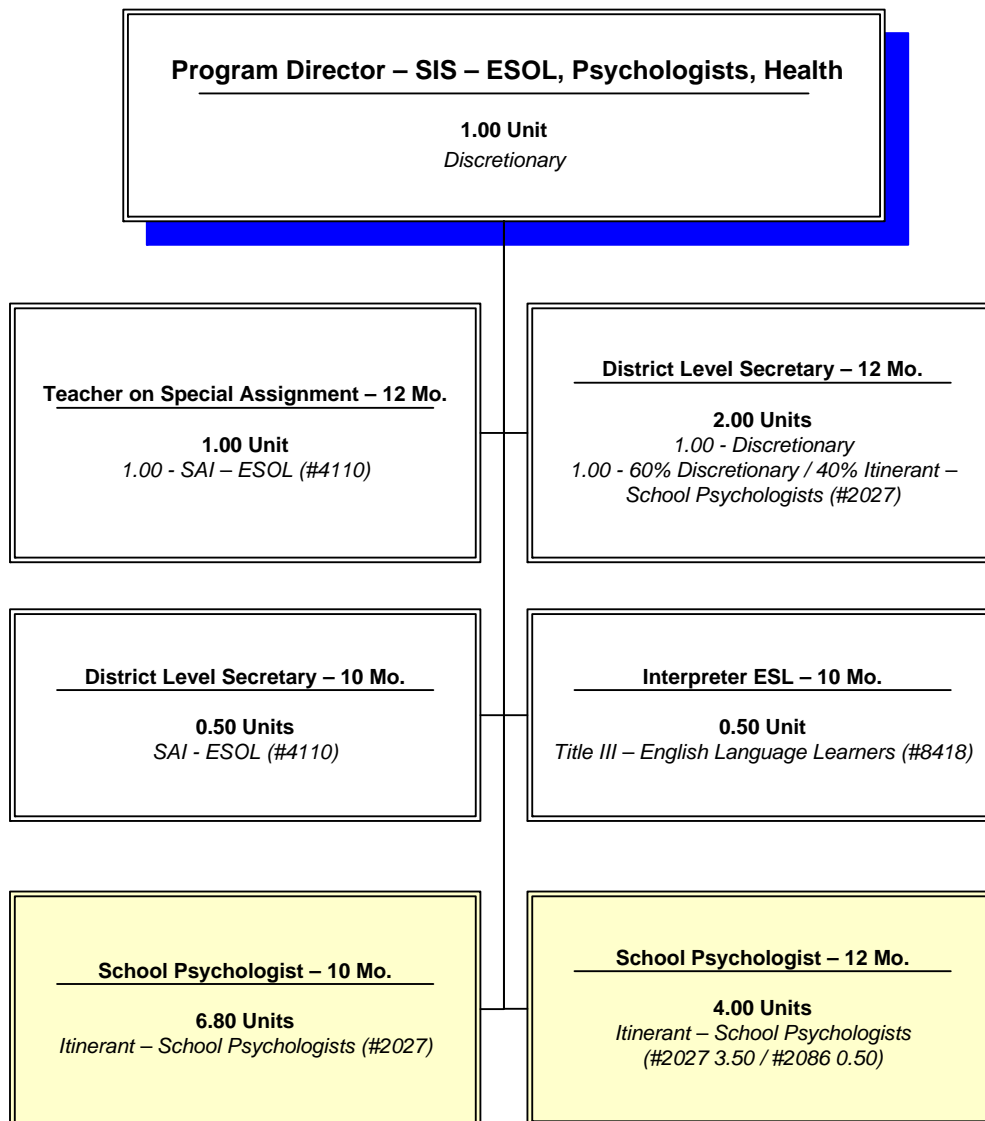 Program Director – SIS – ESOL, Psychologists, Health
1.00 Unit
Discretionary
Teacher on Special Assignment – 12 Mo.
1.00 Unit
1.00 - SAI – ESOL (#4110)
District Level Secretary – 12 Mo.
2.00 Units
1.00 - Discretionary
1.00 - 60% Discretionary / 40% Itinerant –
School Psychologists (#2027)
District Level Secretary – 10 Mo.
0.50 Units
SAI - ESOL (#4110)
Interpreter ESL – 10 Mo.
0.50 Unit
Title III – English Language Learners (#8418)
School Psychologist – 10 Mo.
6.80 Units
Itinerant – School Psychologists (#2027)
School Psychologist – 12 Mo.
4.00 Units
Itinerant – School Psychologists
(#2027 3.50 / #2086 0.50)